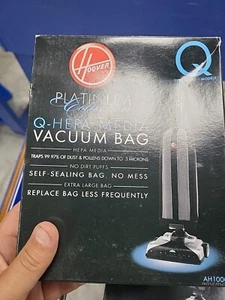 HOOVER
Q
PLATINUM
Q-HEPA MEDIA
VACUUM BAG
HEPA MEDIA
TRAPS 99.97% OF DUST & POLLENS DOWN TO .3 MICRONS
NO DIRT PUFFS
SELF-SEALING BAG, NO MESS
EXTRA LARGE BAG
REPLACE BAG LESS FREQUENTLY